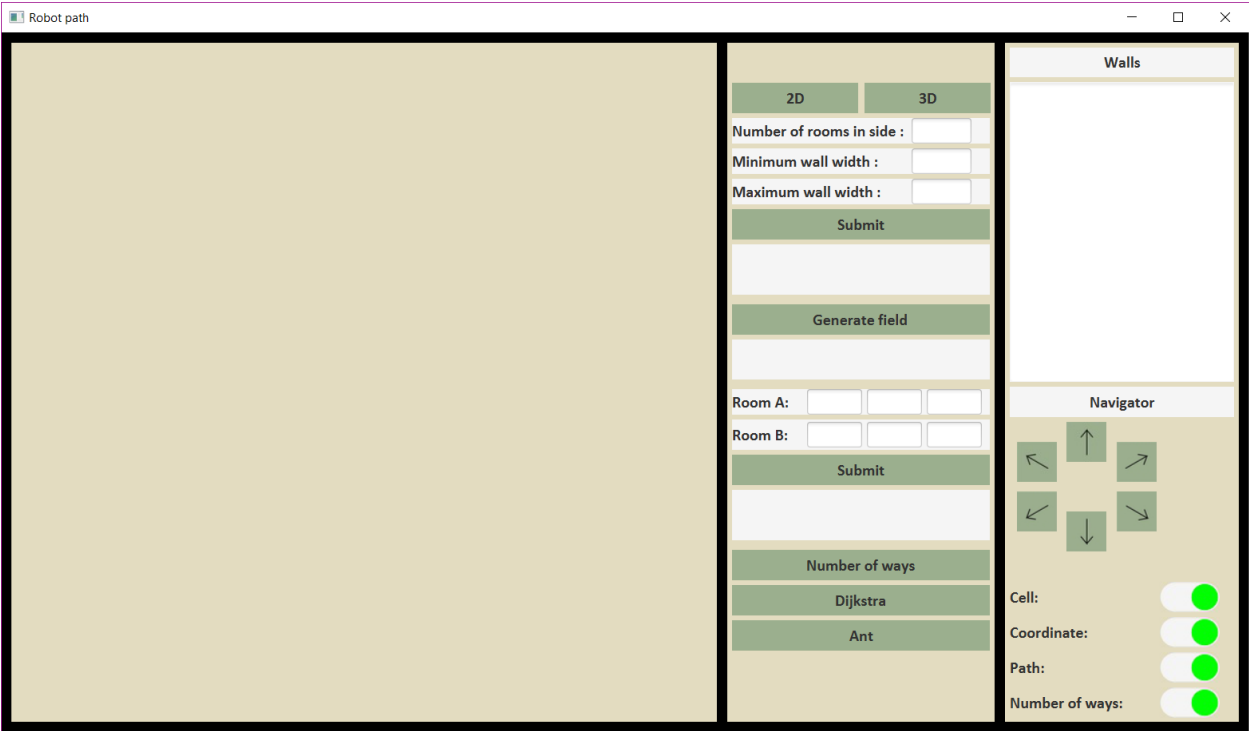 Robot path
2D 3D
Number of rooms in side :
Minimum wall width :
Maximum wall width :
Submit
Generate field
Room A:
Room B:
Submit
Number of ways
Dijkstra
Ant
Walls
Navigator
Cell:
Coordinate:
Path:
Number of ways: